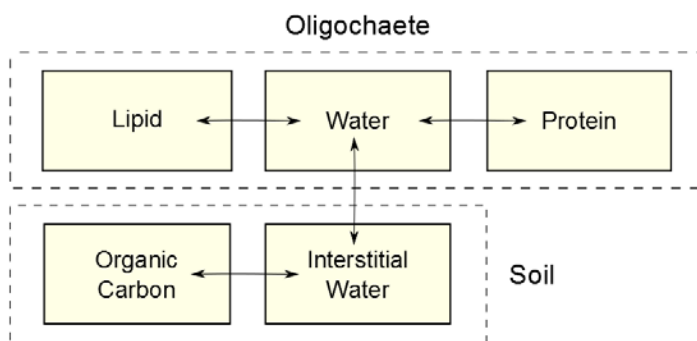 Oligochaete
Lipid
Water
Protein
Organic
Carbon
Interstitial
Water
Soil